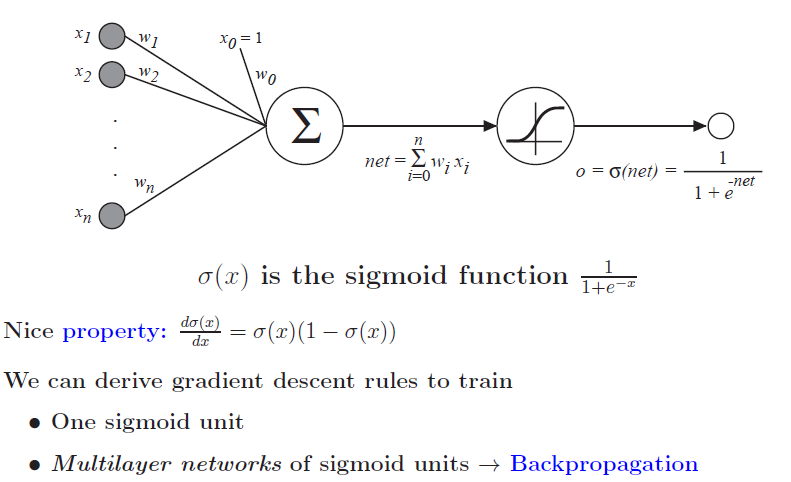 x₁ w₁ x₀ = 1
x₂ w₂ w₀
.
.
.
Σ
net = Σᵢ₌₀ⁿ wᵢ xᵢ
o = σ(net) = 1 / (1 + e^-net)
wₙ
xₙ
σ(x) is the sigmoid function 1/(1+e^−x)
Nice property: dσ(x)/dx = σ(x)(1 − σ(x))
We can derive gradient descent rules to train
• One sigmoid unit
• Multilayer networks of sigmoid units → Backpropagation